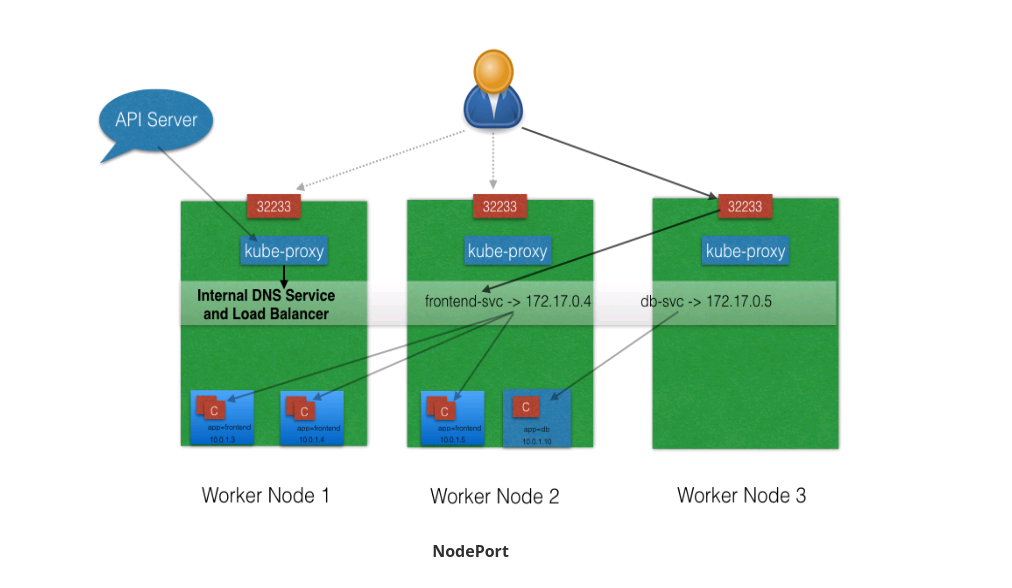 API Server
32233
32233
32233
kube-proxy
kube-proxy
kube-proxy
Internal DNS Service
and Load Balancer
frontend-svc -> 172.17.0.4
db-svc -> 172.17.0.5
C
app=frontend
10.0.1.3
C
app=frontend
10.0.1.4
C
app=frontend
10.0.1.5
C
app=db
10.0.1.10
Worker Node 1
Worker Node 2
Worker Node 3
NodePort